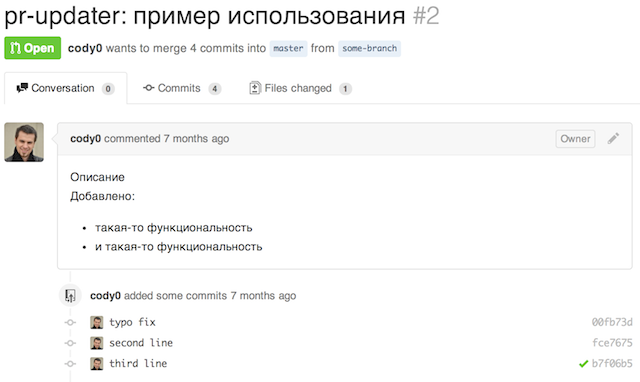 pr-updater: пример использования #2
Open cody0 wants to merge 4 commits into master from some-branch
Conversation 0 Commits 4 Files changed 1
cody0 commented 7 months ago Owner
Описание
Добавлено:
• такая-то функциональность
• и такая-то функциональность
cody0 added some commits 7 months ago
typo fix 00fb73d
second line fce7675
third line b7f06b5